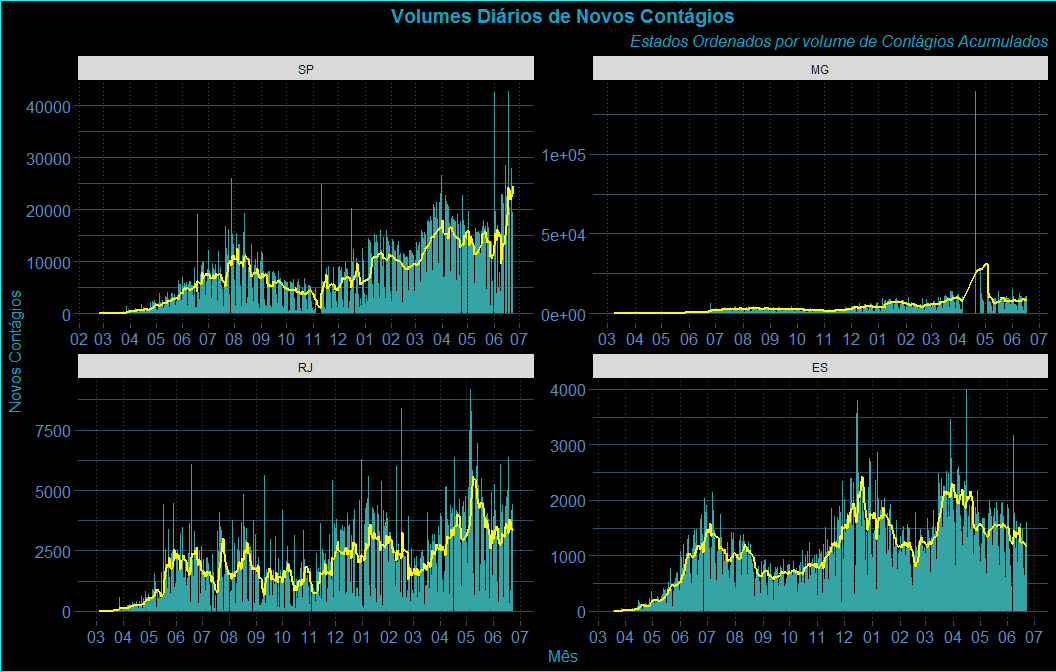 Volumes Diários de Novos Contágios
Estados Ordenados por volume de Contágios Acumulados
SP
MG
40000
30000
20000
10000
0
1e+05
5e+04
0e+00
02 03 04 05 06 07 08 09 10 11 12 01 02 03 04 05 06 07
03 04 05 06 07 08 09 10 11 12 01 02 03 04 05 06 07
RJ
ES
7500
5000
2500
0
4000
3000
2000
1000
0
03 04 05 06 07 08 09 10 11 12 01 02 03 04 05 06 07
03 04 05 06 07 08 09 10 11 12 01 02 03 04 05 06 07
Novos Contágios
Mês